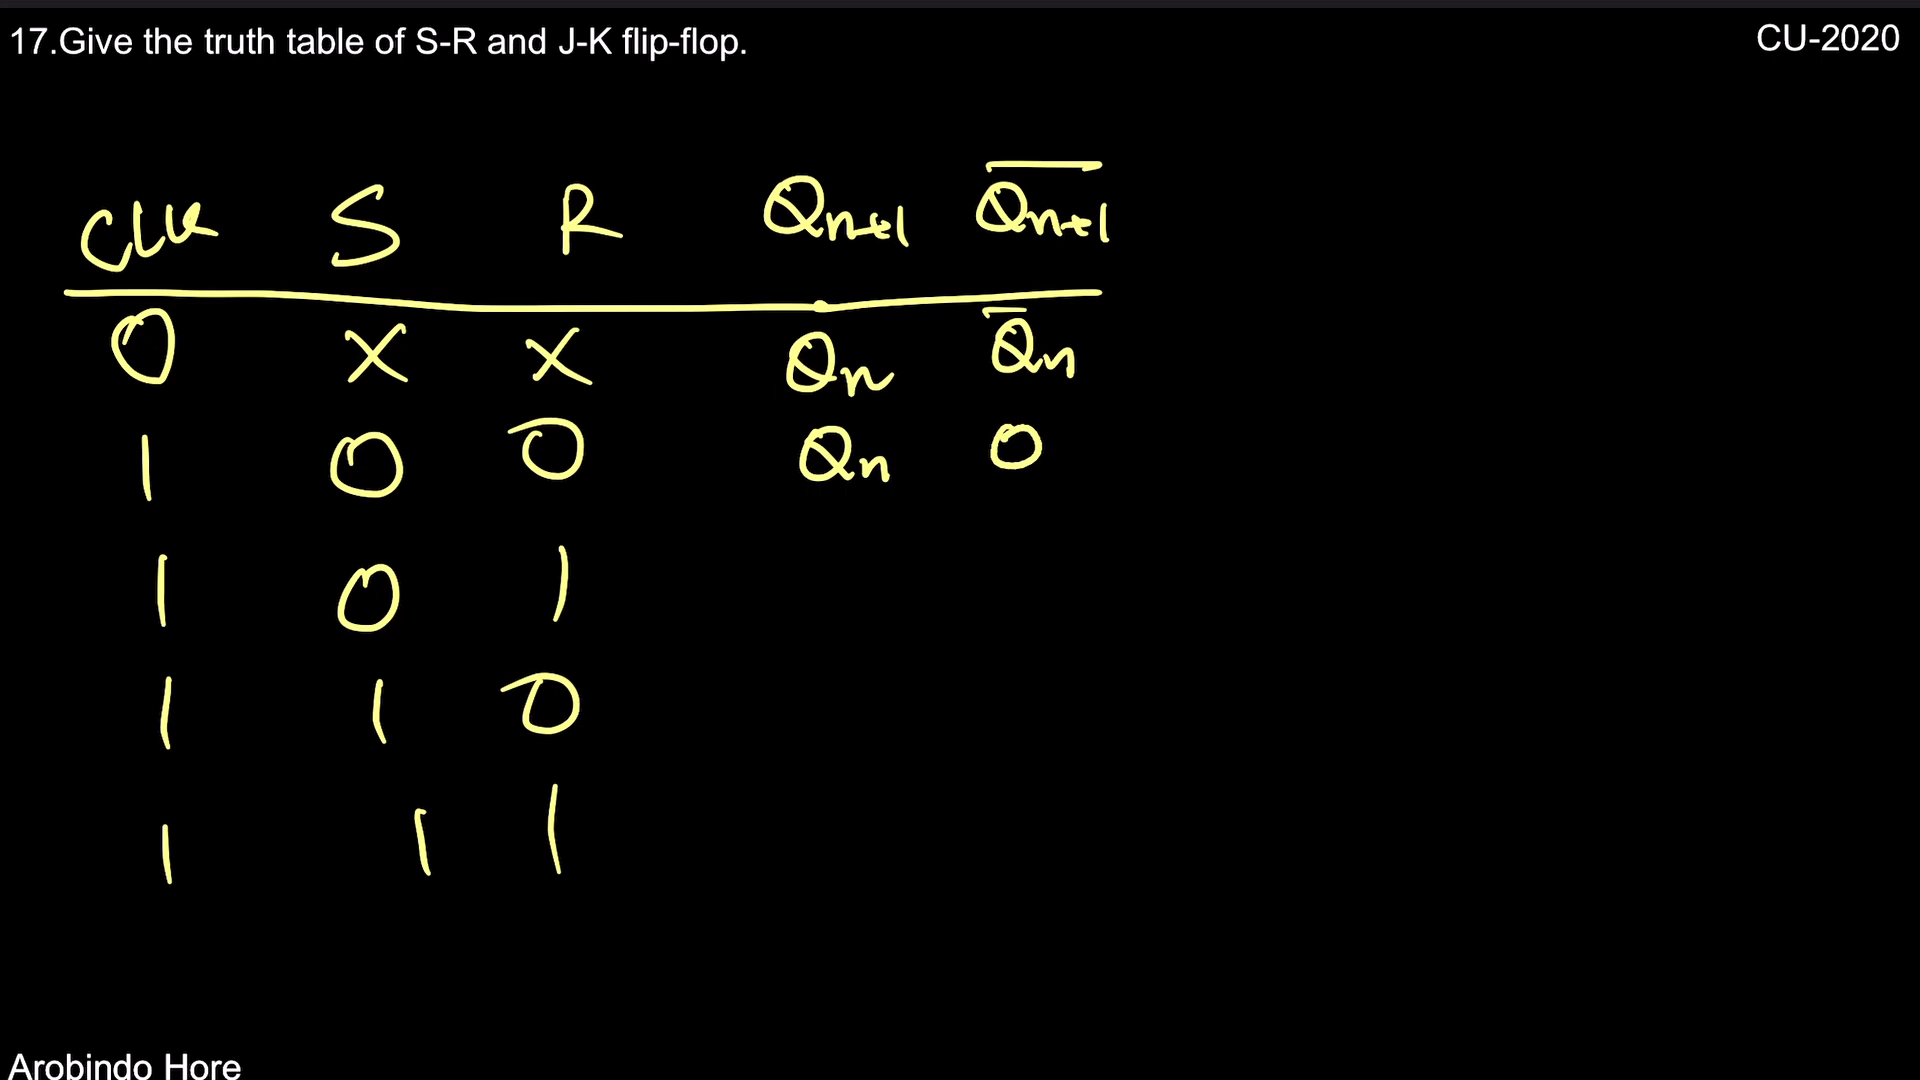 17.Give the truth table of S-R and J-K flip-flop.
CU-2020
Clk S R Qn+1 Q̅n̅+̅1̅
0 X X Qn Q̅n
1 0 0 Qn 0
1 0 1
1 1 0
1 1 1
Arobindo Hore